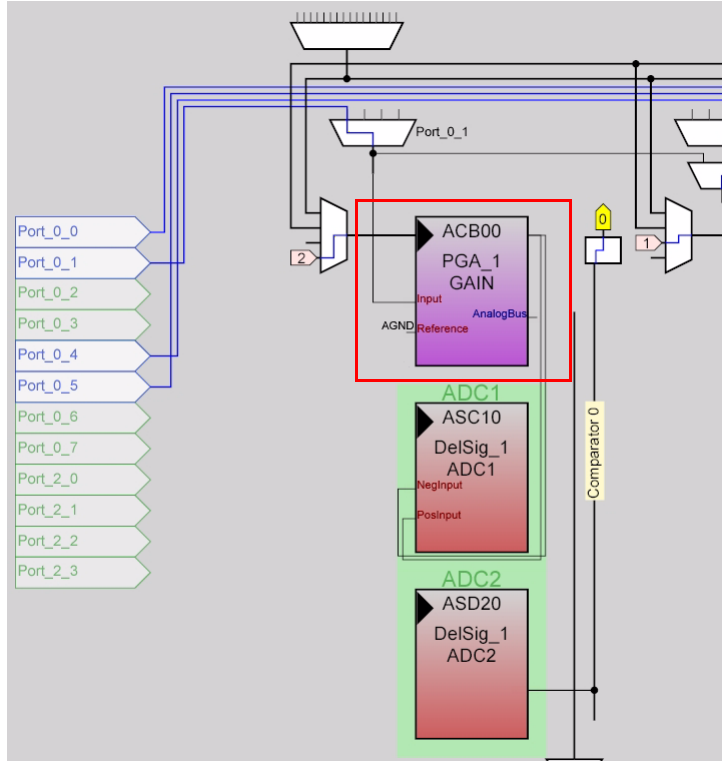 Port_0_1
Port_0_0
Port_0_1
Port_0_2
Port_0_3
Port_0_4
Port_0_5
Port_0_6
Port_0_7
Port_2_0
Port_2_1
Port_2_2
Port_2_3
2
ACB00
PGA_1
GAIN
Input
AnalogBus
AGND
Reference
0
1
ADC1
ASC10
DelSig_1
ADC1
NegInput
PosInput
Comparator 0
ADC2
ASD20
DelSig_1
ADC2